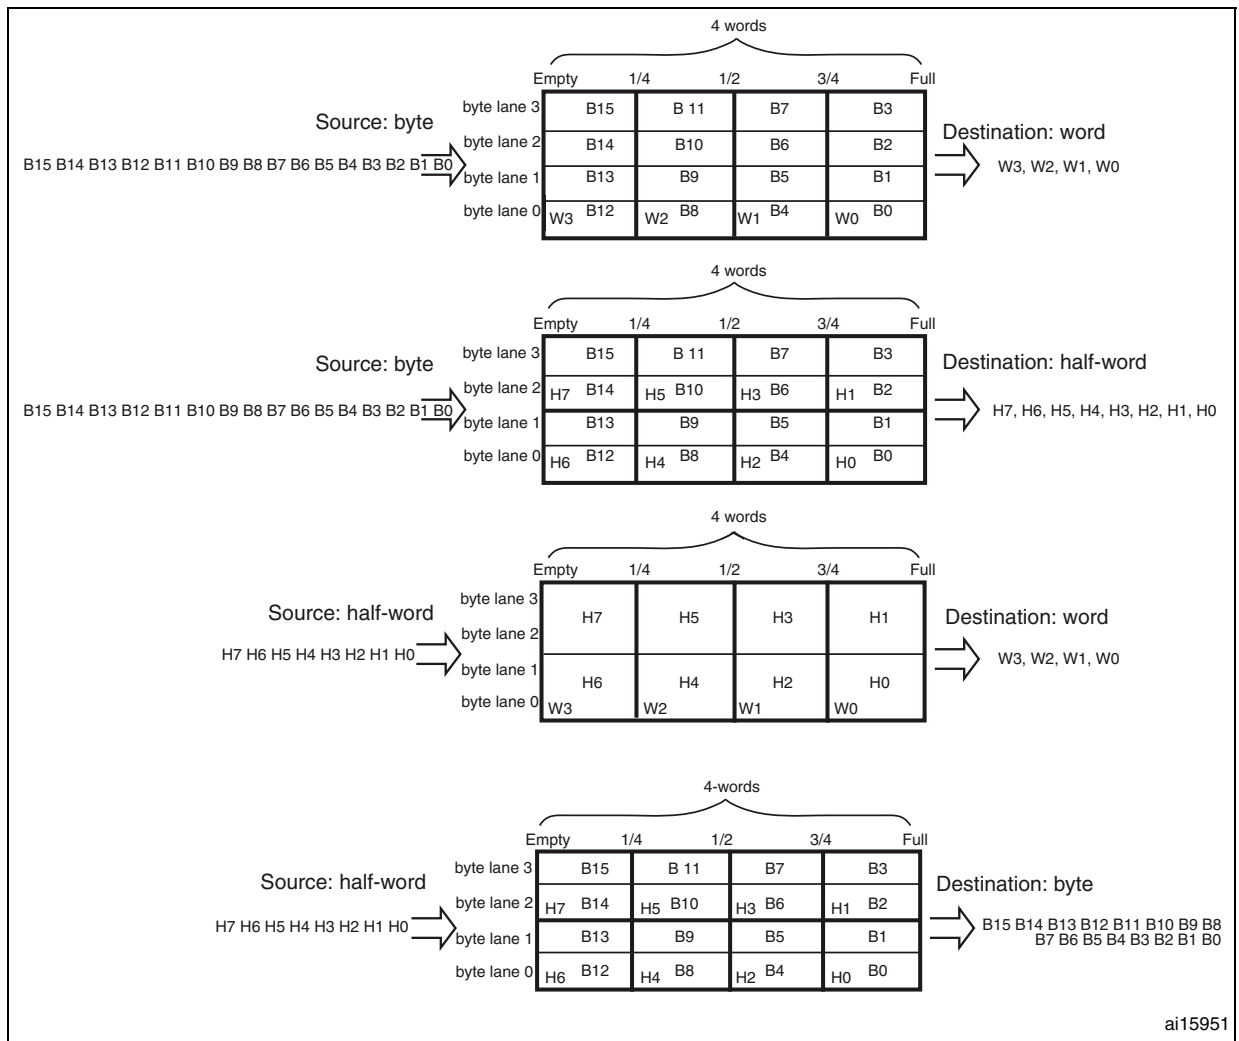 4 words
Empty 1/4 1/2 3/4 Full
Source: byte
B15 B14 B13 B12 B11 B10 B9 B8 B7 B6 B5 B4 B3 B2 B1 B0
byte lane 3 B15 B 11 B7 B3
byte lane 2 B14 B10 B6 B2
byte lane 1 B13 B9 B5 B1
byte lane 0 W3 B12 W2 B8 W1 B4 W0 B0
Destination: word
W3, W2, W1, W0
4 words
Empty 1/4 1/2 3/4 Full
Source: byte
B15 B14 B13 B12 B11 B10 B9 B8 B7 B6 B5 B4 B3 B2 B1 B0
byte lane 3 B15 B 11 B7 B3
byte lane 2 H7 B14 H5 B10 H3 B6 H1 B2
byte lane 1 B13 B9 B5 B1
byte lane 0 H6 B12 H4 B8 H2 B4 H0 B0
Destination: half-word
H7, H6, H5, H4, H3, H2, H1, H0
4 words
Empty 1/4 1/2 3/4 Full
Source: half-word
H7 H6 H5 H4 H3 H2 H1 H0
byte lane 3
H7 H5 H3 H1
byte lane 2
byte lane 1
H6 H4 H2 H0
byte lane 0 W3 W2 W1 W0
Destination: word
W3, W2, W1, W0
4-words
Empty 1/4 1/2 3/4 Full
Source: half-word
H7 H6 H5 H4 H3 H2 H1 H0
byte lane 3 B15 B 11 B7 B3
byte lane 2 H7 B14 H5 B10 H3 B6 H1 B2
byte lane 1 B13 B9 B5 B1
byte lane 0 H6 B12 H4 B8 H2 B4 H0 B0
Destination: byte
B15 B14 B13 B12 B11 B10 B9 B8
B7 B6 B5 B4 B3 B2 B1 B0
ai15951